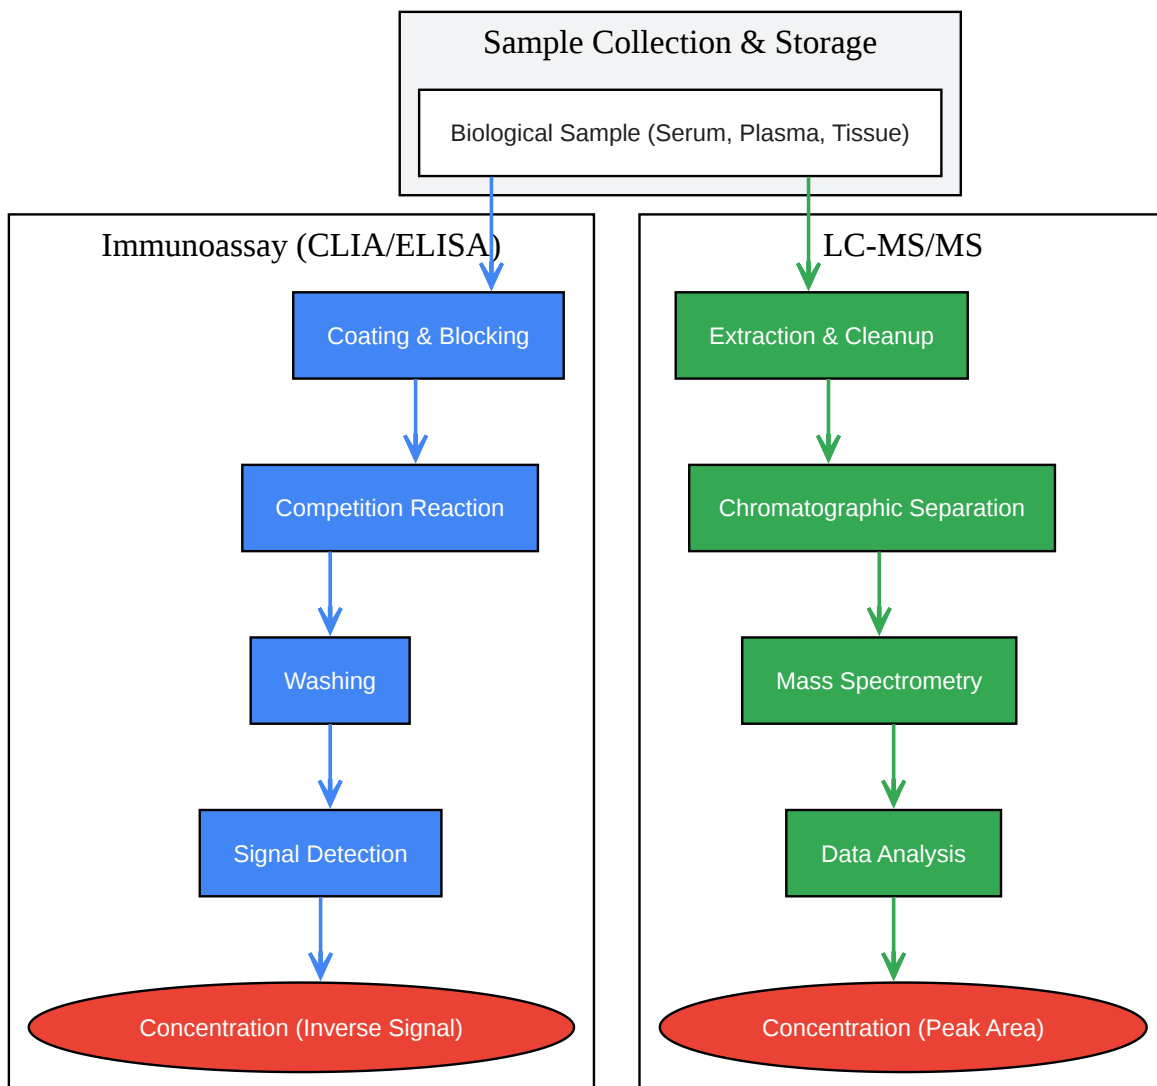 Sample Collection & Storage
Biological Sample (Serum, Plasma, Tissue)
Immunoassay (CLIA/ELISA)
Coating & Blocking
Competition Reaction
Washing
Signal Detection
Concentration (Inverse Signal)
LC-MS/MS
Extraction & Cleanup
Chromatographic Separation
Mass Spectrometry
Data Analysis
Concentration (Peak Area)